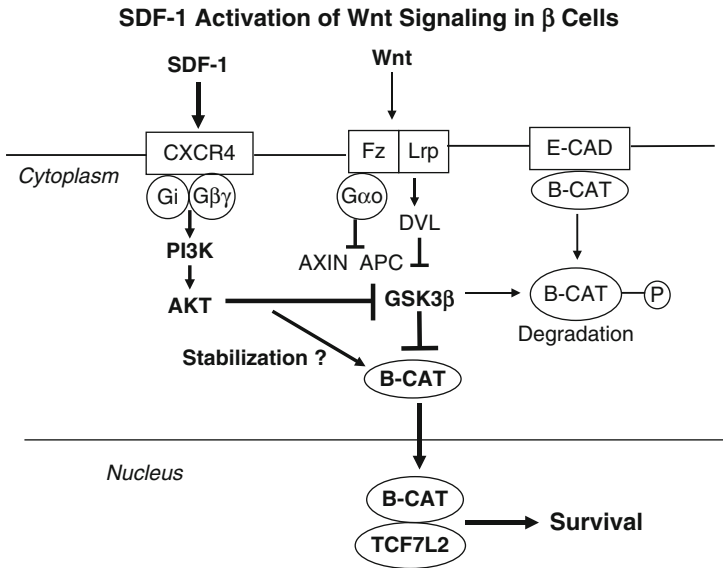 SDF-1 Activation of Wnt Signaling in β Cells
SDF-1
Wnt
CXCR4
Fz
Lrp
E-CAD
Cytoplasm
Gi
Gβγ
Gαo
B-CAT
DVL
PI3K
AXIN
APC
AKT
GSK3β
B-CAT
P
Degradation
Stabilization ?
B-CAT
Nucleus
B-CAT
TCF7L2
Survival